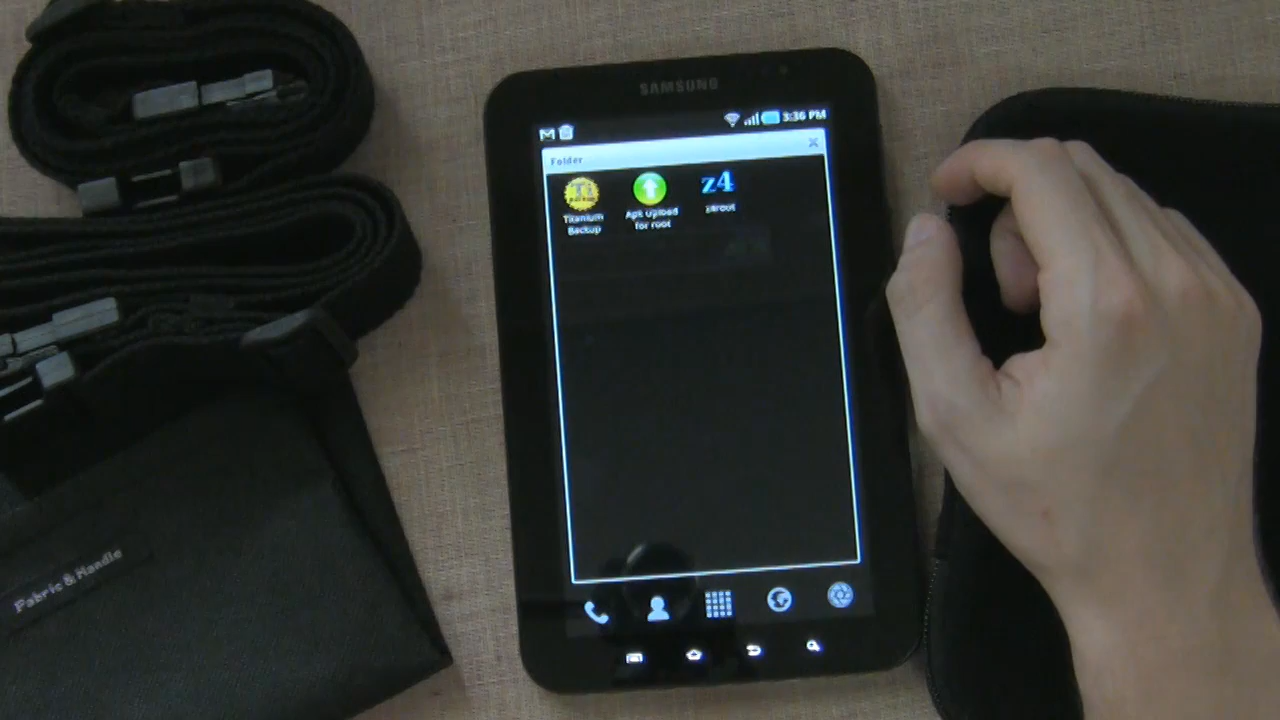 SAMSUNG
3:36 PM
Folder
Titanium
Backup
Apk Upload
for root
z4
z4root
Fabric & Handle